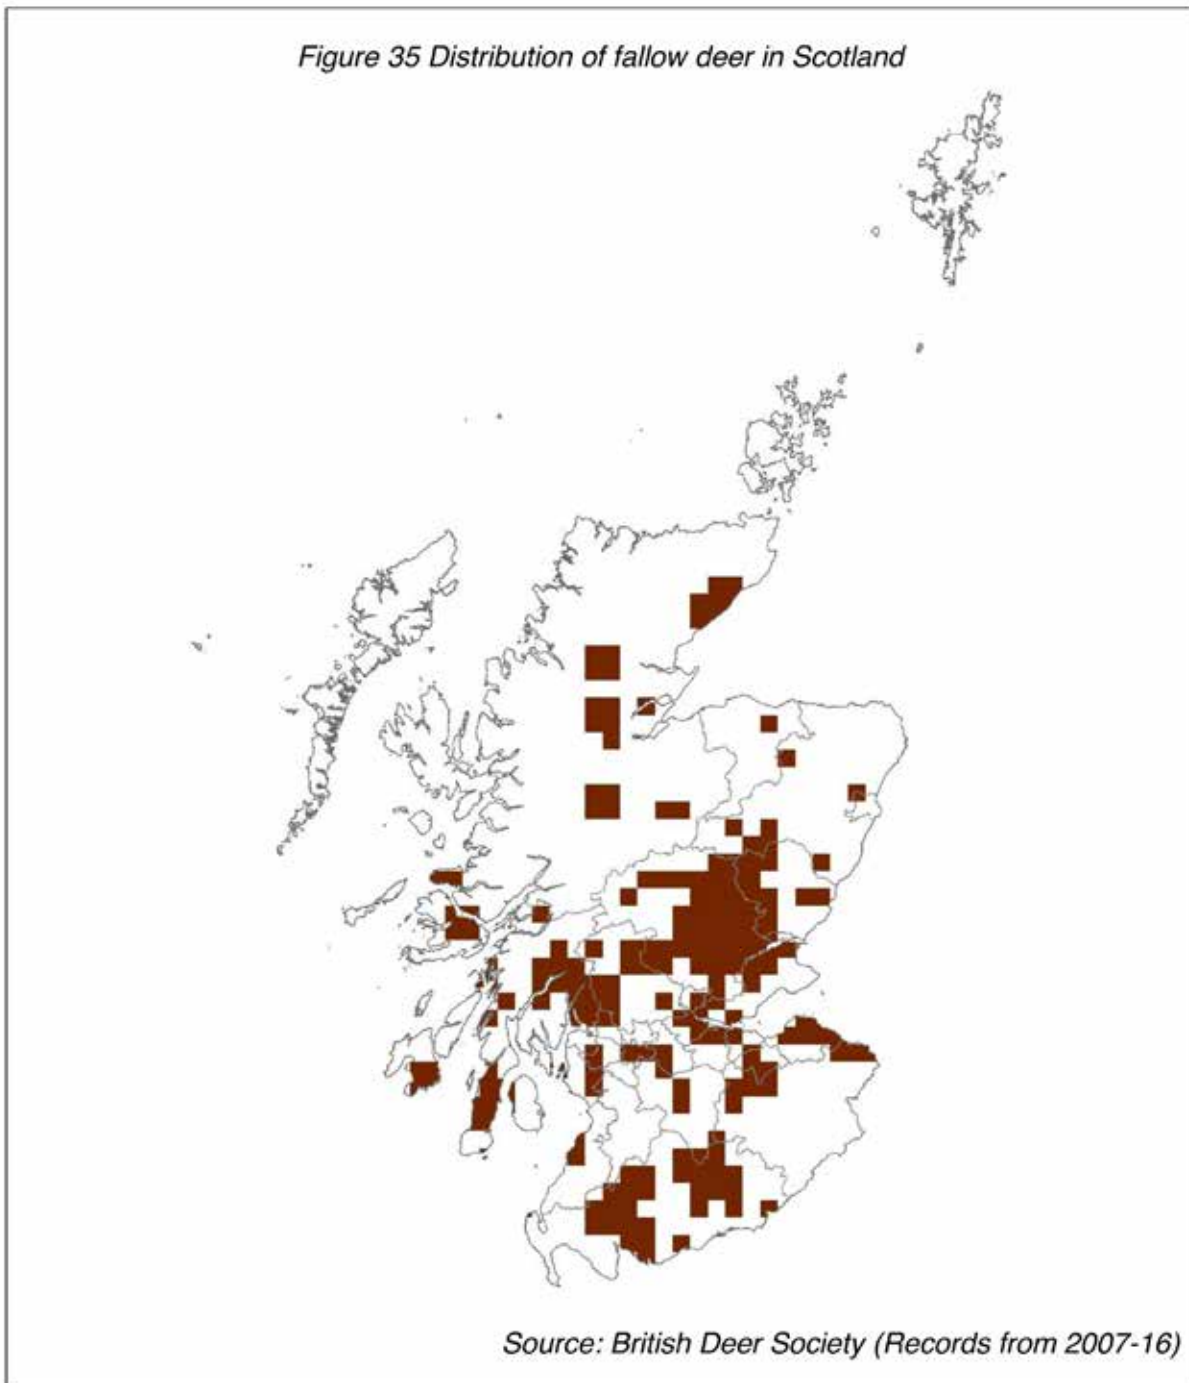 Figure 35 Distribution of fallow deer in Scotland
Source: British Deer Society (Records from 2007-16)